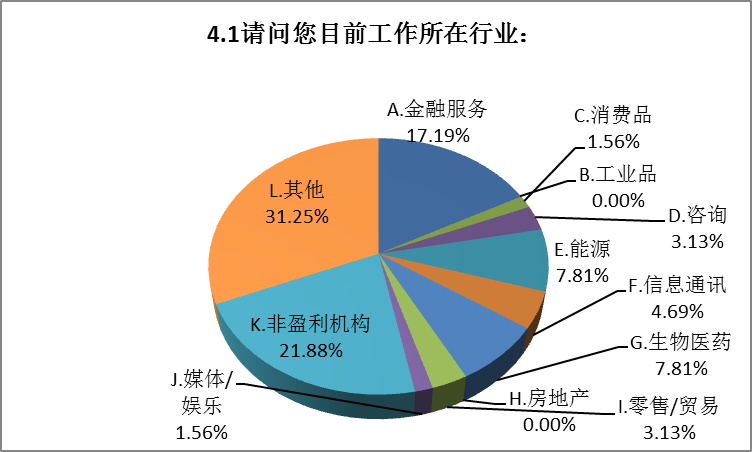 4.1请问您目前工作所在行业：
A.金融服务
17.19%
C.消费品
1.56%
B.工业品
0.00%
D.咨询
3.13%
E.能源
7.81%
F.信息通讯
4.69%
G.生物医药
7.81%
H.房地产
0.00%
I.零售/贸易
3.13%
J.媒体/
娱乐
1.56%
K.非盈利机构
21.88%
L.其他
31.25%